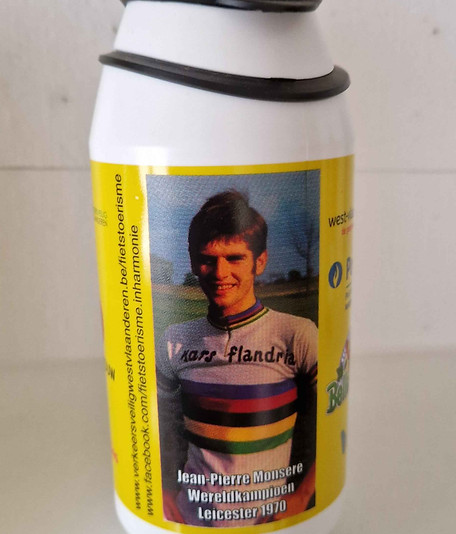 www.verkeersveiligwestvlaanderen.be/fietstoerisme
www.facebook.com/fietstoerisme.inharmonie
kars flandria
Jean-Pierre Monsere
Wereldkampioen
Leicester 1970